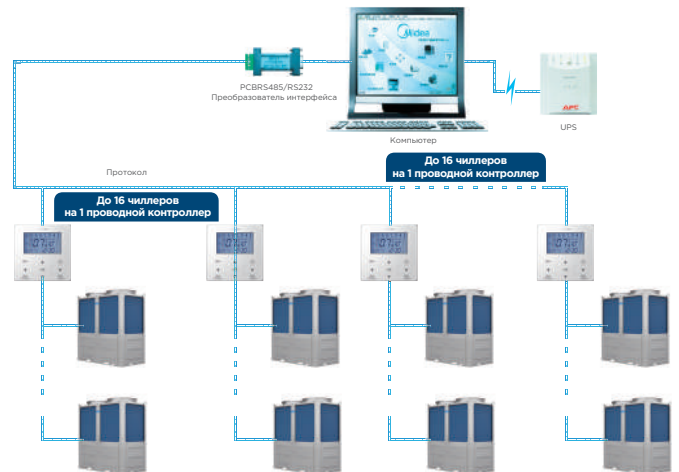 Midea
PCBRS485/RS232
Преобразователь интерфейса
Компьютер
APC
UPS
Протокол
До 16 чиллеров
на 1 проводной контроллер
До 16 чиллеров
на 1 проводной контроллер